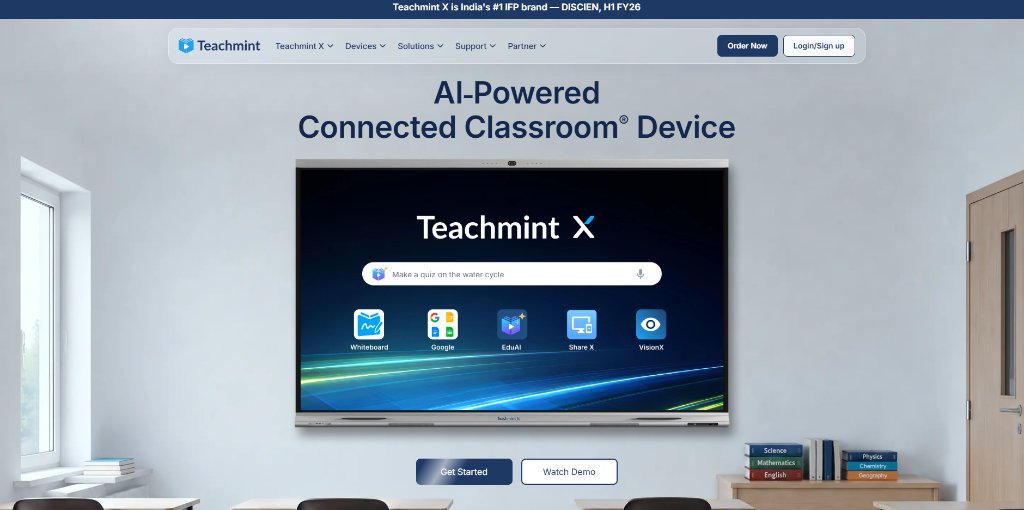 Teachmint X is India's #1 IFP brand — DISCIEN, H1 FY26
Teachmint
Teachmint X
Devices
Solutions
Support
Partner
Order Now
Login/Sign up
AI-Powered
Connected Classroom® Device
Teachmint X
Make a quiz on the water cycle
Whiteboard
Google
EduAI
Share X
VisionX
Teachmint X
Get Started
Watch Demo
Science
Mathematics
English
Physics
Chemistry
Geography